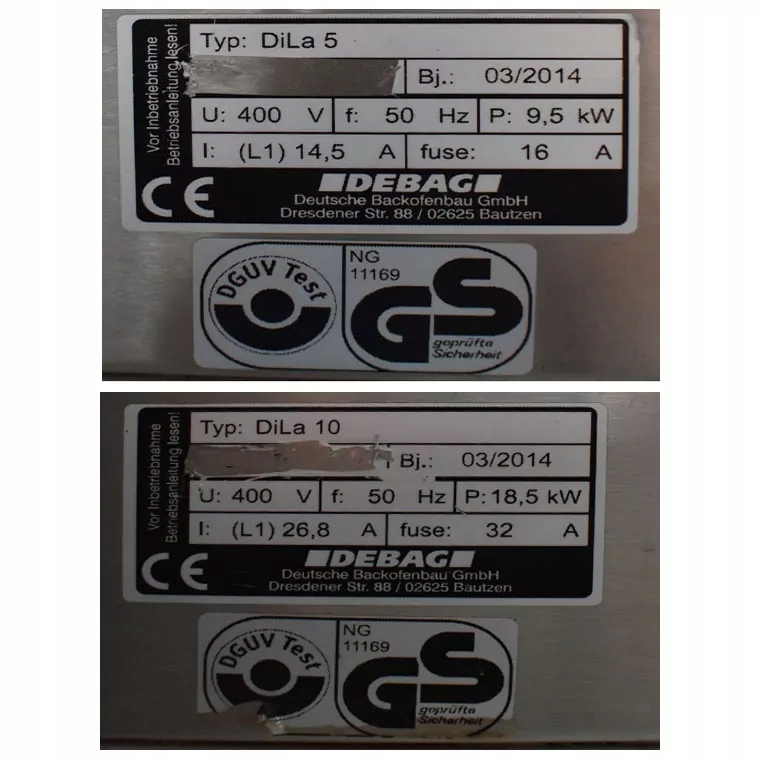 Vor Inbetriebnahme
Betriebsanleitung lesen!
Typ: DiLa 5
Bj.: 03/2014
U: 400 V f: 50 Hz P: 9,5 kW
I: (L1) 14,5 A fuse: 16 A
CE
DEBAG
Deutsche Backofenbau GmbH
Dresdener Str. 88 / 02625 Bautzen
DGUV Test
NG
11169
GS
geprüfte
Sicherheit
Vor Inbetriebnahme
Betriebsanleitung lesen!
Typ: DiLa 10
Bj.: 03/2014
U: 400 V f: 50 Hz P: 18,5 kW
I: (L1) 26,8 A fuse: 32 A
CE
DEBAG
Deutsche Backofenbau GmbH
Dresdener Str. 88 / 02625 Bautzen
DGUV Test
NG
11169
GS
geprüfte
Sicherheit